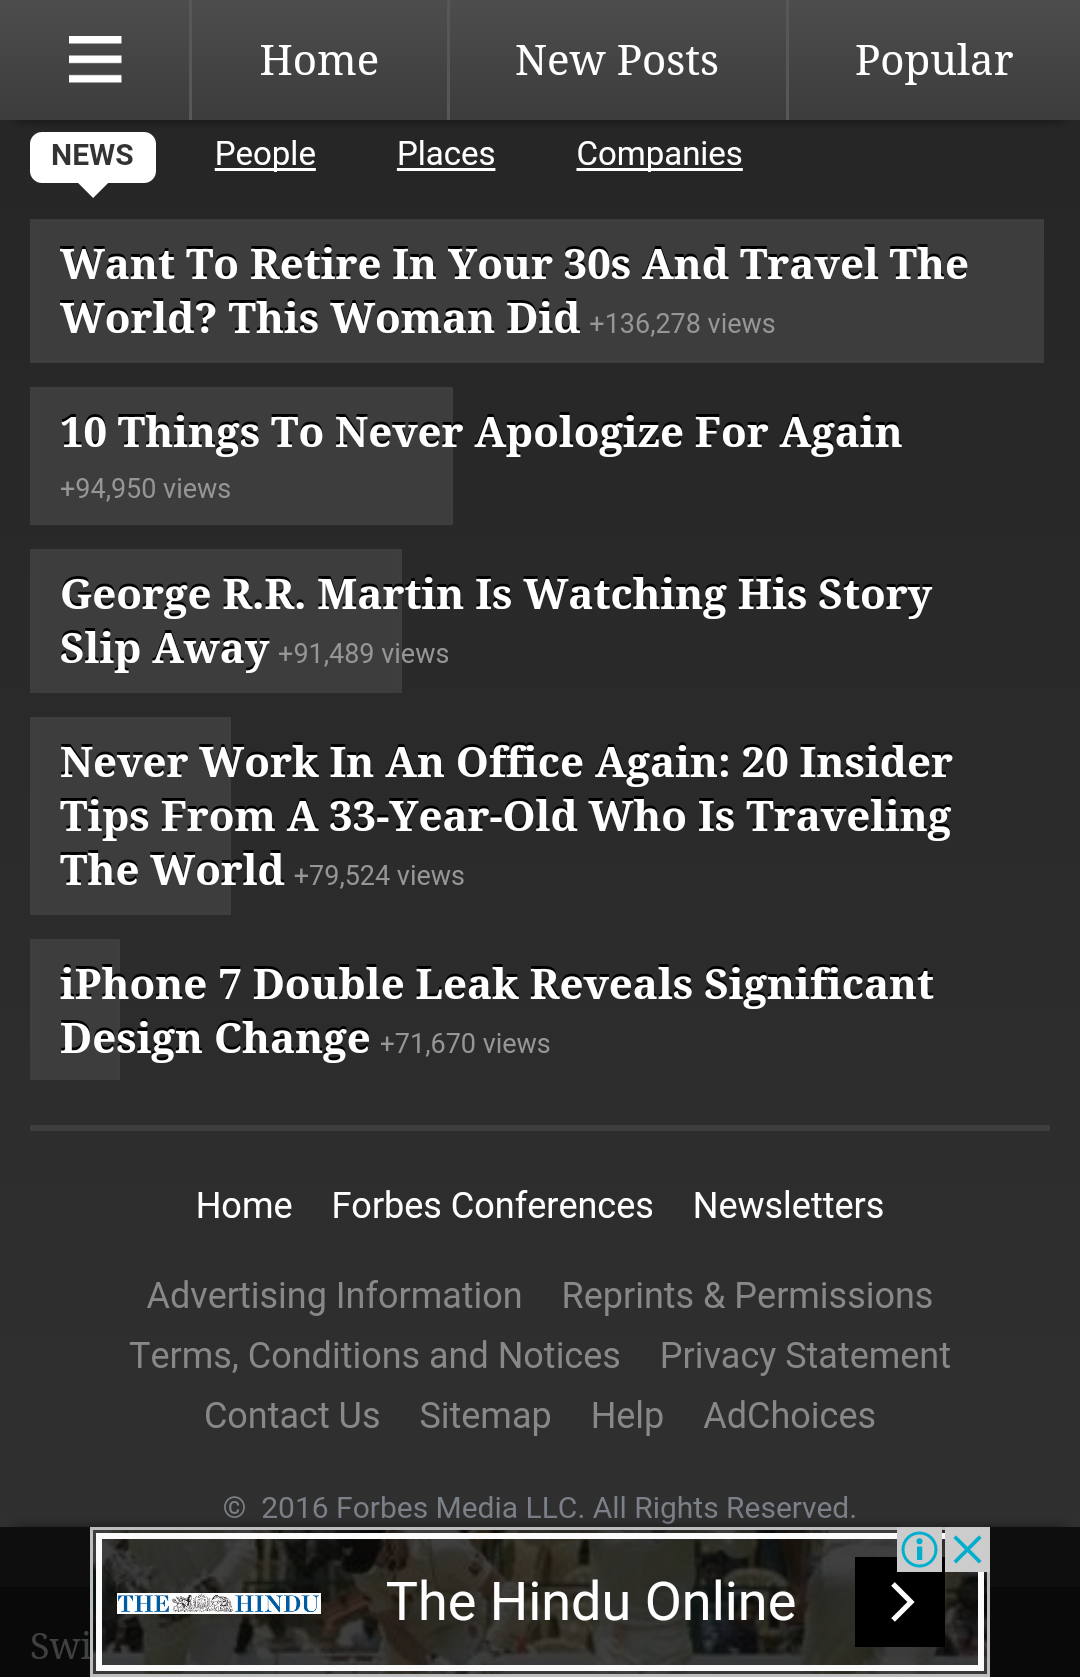 Home New Posts Popular
NEWS People Places Companies
Want To Retire In Your 30s And Travel The
World? This Woman Did +136,278 views
10 Things To Never Apologize For Again
+94,950 views
George R.R. Martin Is Watching His Story
Slip Away +91,489 views
Never Work In An Office Again: 20 Insider
Tips From A 33-Year-Old Who Is Traveling
The World +79,524 views
iPhone 7 Double Leak Reveals Significant
Design Change +71,670 views
Home Forbes Conferences Newsletters
Advertising Information Reprints & Permissions
Terms, Conditions and Notices Privacy Statement
Contact Us Sitemap Help AdChoices
© 2016 Forbes Media LLC. All Rights Reserved.
THE HINDU The Hindu Online